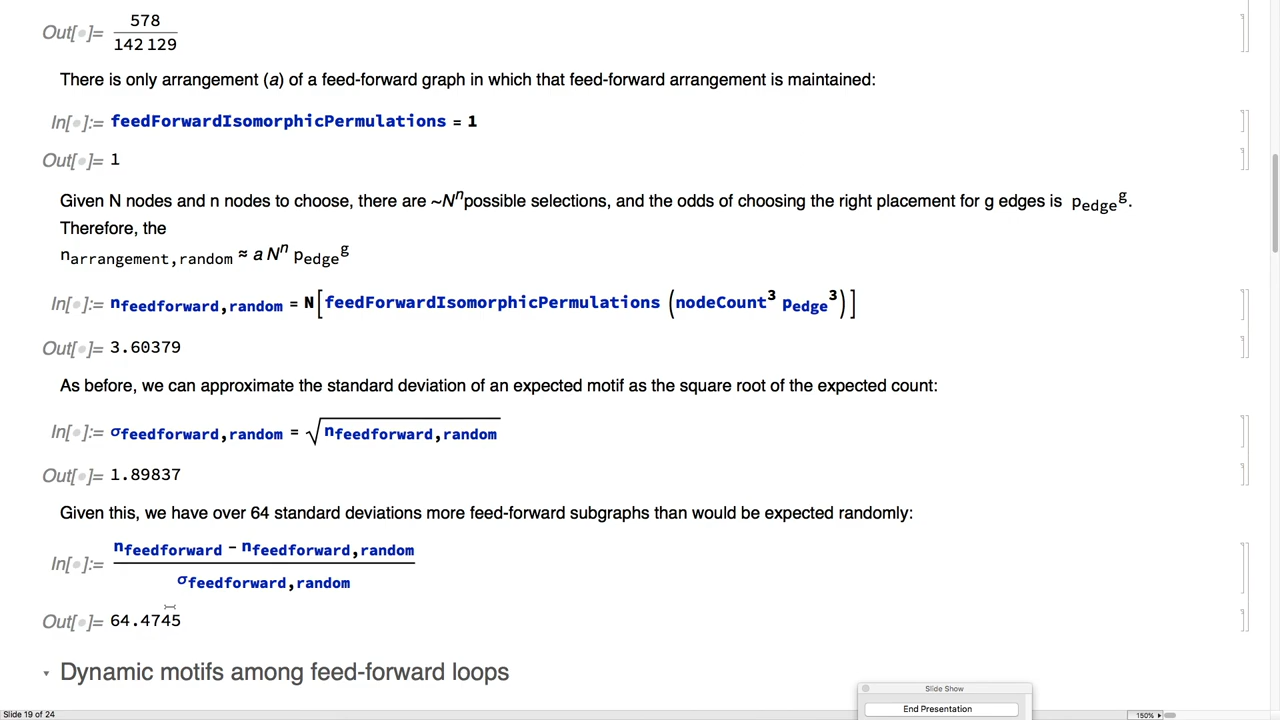 Out[ ]= 578
142 129
There is only arrangement (a) of a feed-forward graph in which that feed-forward arrangement is maintained:
In[ ]:= feedForwardIsomorphicPermulations = 1
Out[ ]= 1
Given N nodes and n nodes to choose, there are ~Nⁿpossible selections, and the odds of choosing the right placement for g edges is p_edge^g.
Therefore, the
n_arrangement,random ≈ a Nⁿ p_edge^g
In[ ]:= n_feedforward,random = N[feedForwardIsomorphicPermulations (nodeCount³ p_edge³)]
Out[ ]= 3.60379
As before, we can approximate the standard deviation of an expected motif as the square root of the expected count:
In[ ]:= σ_feedforward,random = √n_feedforward,random
Out[ ]= 1.89837
Given this, we have over 64 standard deviations more feed-forward subgraphs than would be expected randomly:
In[ ]:= n_feedforward - n_feedforward,random
σ_feedforward,random
Out[ ]= 64.4745
Dynamic motifs among feed-forward loops
Slide Show
End Presentation
Slide 19 of 24
150%